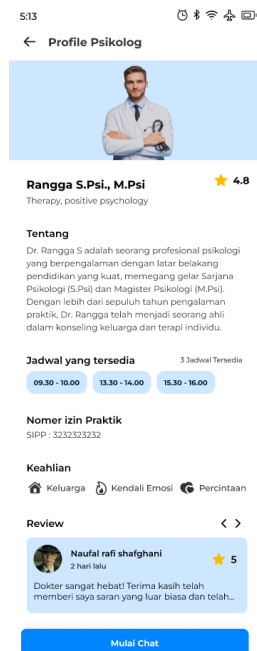 5:13
Profile Psikolog
Rangga S.Psi., M.Psi
4.8
Therapy, positive psychology
Tentang
Dr. Rangga S adalah seorang profesional psikologi
yang berpengalaman dengan latar belakang
pendidikan yang kuat, memegang gelar Sarjana
Psikologi (S.Psi) dan Magister Psikologi (M.Psi).
Dengan lebih dari sepuluh tahun pengalaman
praktik, Dr. Rangga telah menjadi seorang ahli
dalam konseling keluarga dan terapi individu.
Jadwal yang tersedia
3 Jadwal Tersedia
09.30 - 10.00
13.30 - 14.00
15.30 - 16.00
Nomer izin Praktik
SIPP : 3232323232
Keahlian
Keluarga
Kendali Emosi
Percintaan
Review
Naufal rafi shafghani
5
2 hari lalu
Dokter sangat hebat! Terima kasih telah
memberi saya saran yang luar biasa dan telah...
Mulai Chat